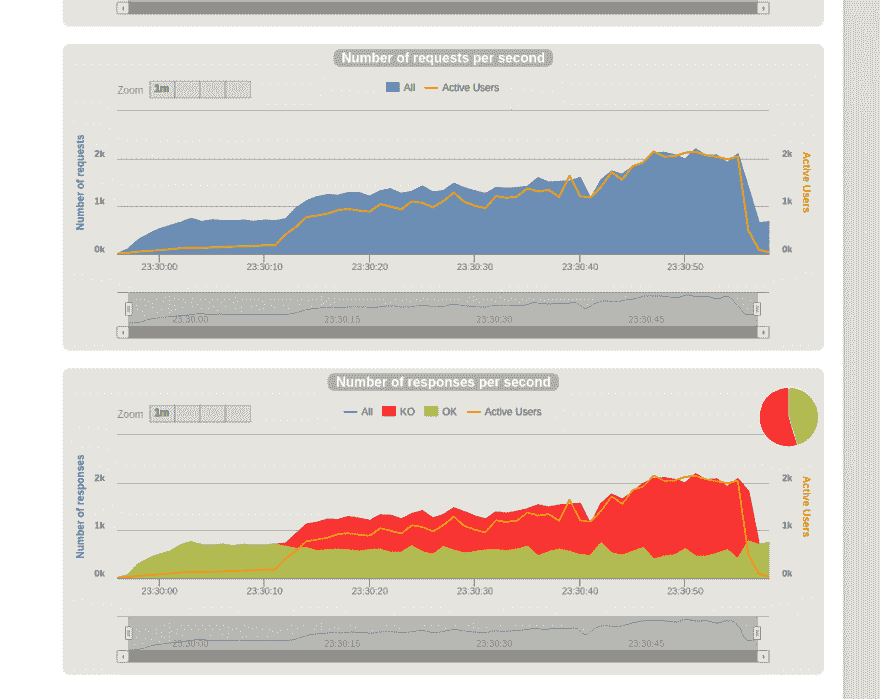 Number of requests per second
Zoom 1m
All Active Users
Number of requests
2k
1k
0k
2k
1k
0k
Active Users
23:30:00 23:30:10 23:30:20 23:30:30 23:30:40 23:30:50
23:30:00 23:30:15 23:30:30 23:30:45
Number of responses per second
Zoom 1m
All KO OK Active Users
Number of responses
2k
1k
0k
2k
1k
0k
Active Users
23:30:00 23:30:10 23:30:20 23:30:30 23:30:40 23:30:50
23:30:00 23:30:15 23:30:30 23:30:45